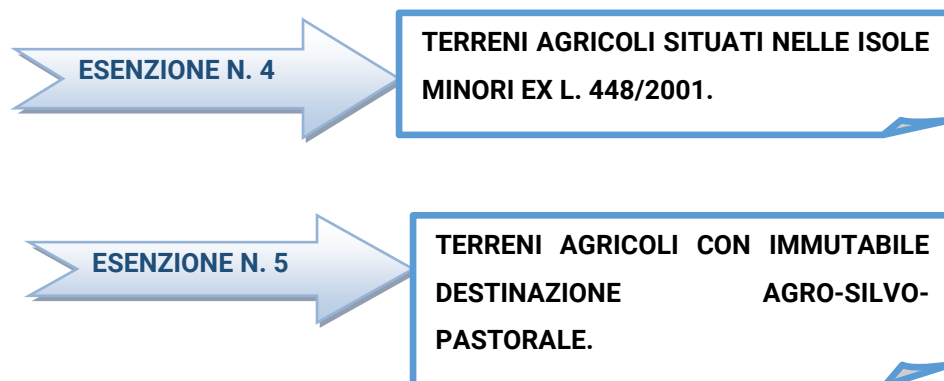 ESENZIONE N. 4
TERRENI AGRICOLI SITUATI NELLE ISOLE
MINORI EX L. 448/2001.
ESENZIONE N. 5
TERRENI AGRICOLI CON IMMUTABILE
DESTINAZIONE AGRO-SILVO-
PASTORALE.